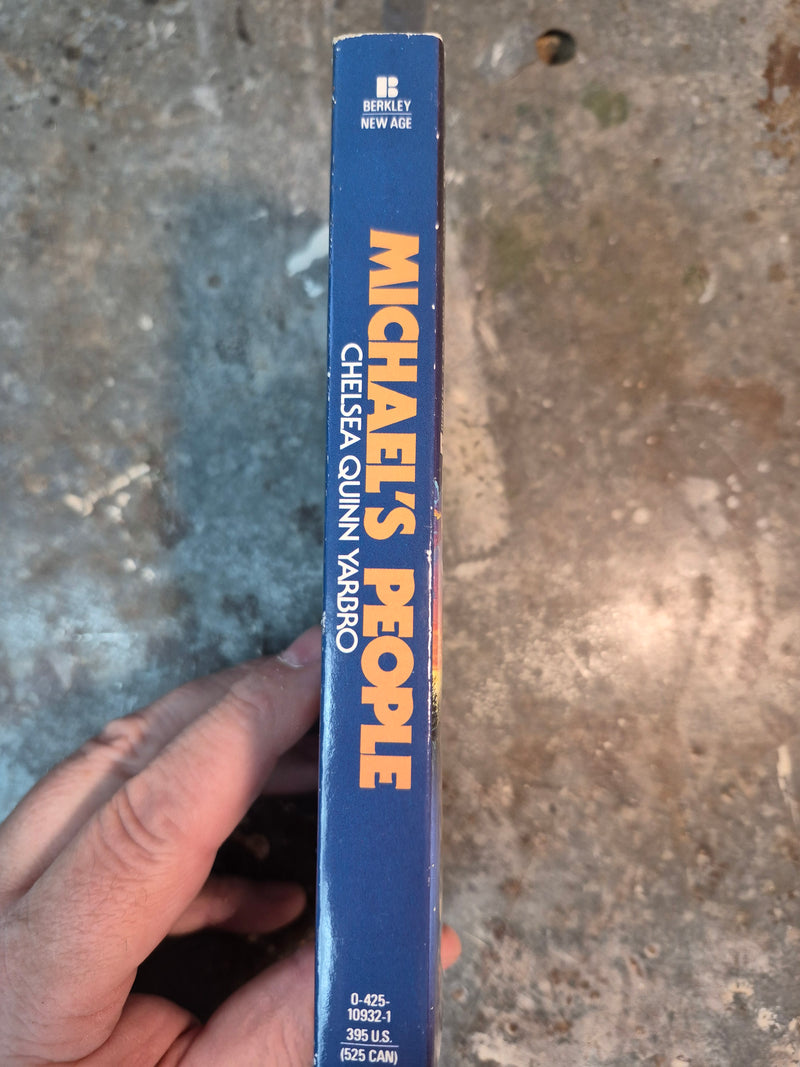 BERKLEY
NEW AGE
MICHAEL'S PEOPLE
CHELSEA QUINN YARBRO
0-425-
10932-1
395 U.S.
(525 CAN)